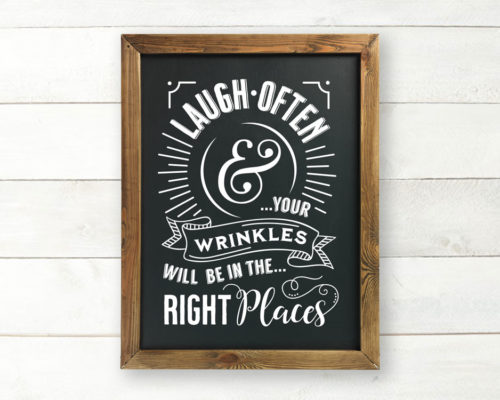 LAUGH·OFTEN
&
...YOUR
WRINKLES
WILL BE IN THE...
RIGHT Places